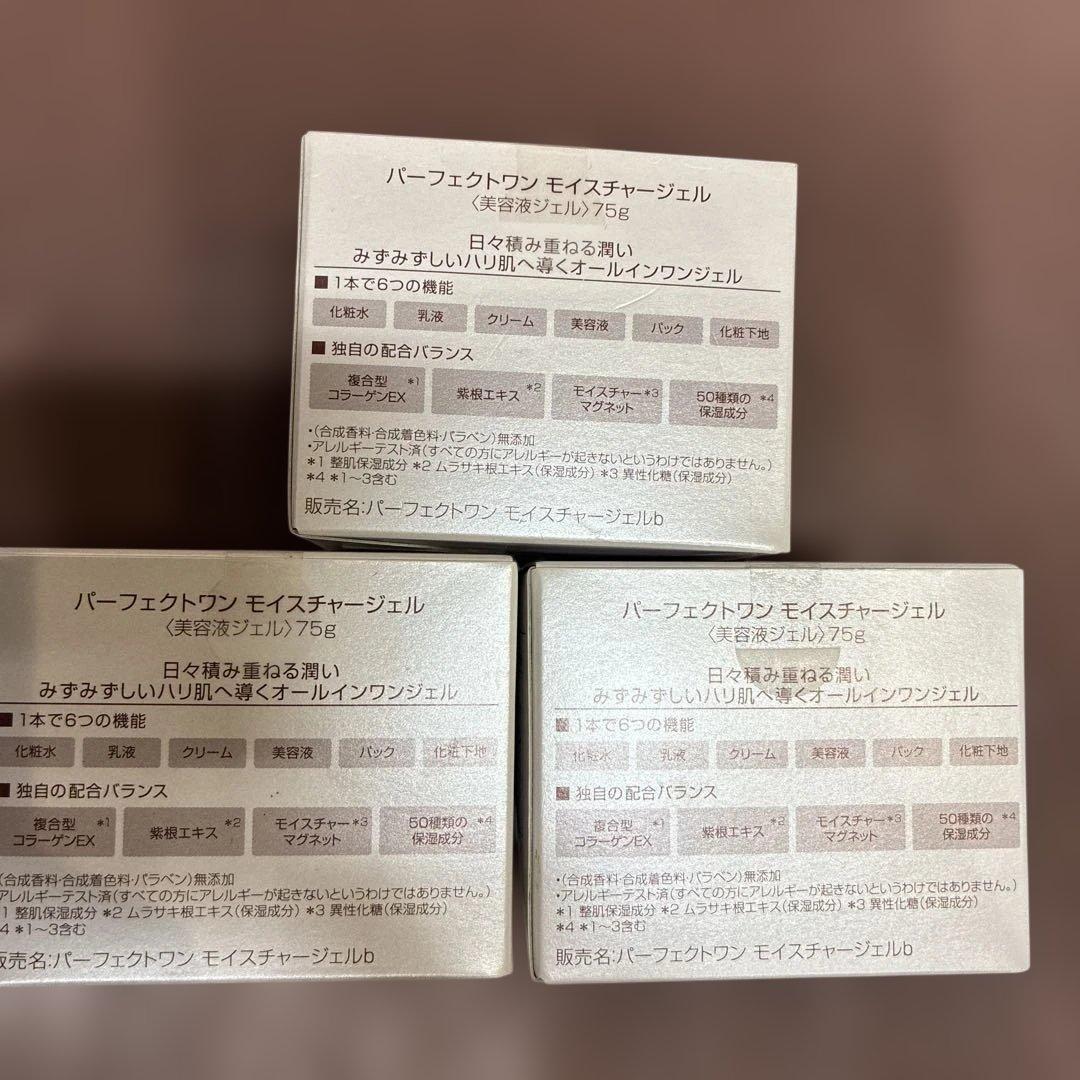 パーフェクトワン モイスチャージェル
〈美容液ジェル〉75g
日々積み重ねる潤い
みずみずしいハリ肌へ導くオールインワンジェル
■ 1本で6つの機能
化粧水 乳液 クリーム 美容液 パック 化粧下地
■ 独自の配合バランス
複合型 *1 紫根エキス *2 モイスチャー *3 50種類の *4
コラーゲンEX マグネット 保湿成分
・(合成香料・合成着色料・パラベン)無添加
・アレルギーテスト済(すべての方にアレルギーが起きないというわけではありません。)
*1 整肌保湿成分 *2 ムラサキ根エキス(保湿成分) *3 異性化糖(保湿成分)
*4 *1〜3含む
販売名:パーフェクトワン モイスチャージェルb
パーフェクトワン モイスチャージェル
〈美容液ジェル〉75g
日々積み重ねる潤い
みずみずしいハリ肌へ導くオールインワンジェル
■ 1本で6つの機能
化粧水 乳液 クリーム 美容液 パック 化粧下地
■ 独自の配合バランス
複合型 *1 紫根エキス *2 モイスチャー *3 50種類の *4
コラーゲンEX マグネット 保湿成分
(合成香料・合成着色料・パラベン)無添加
アレルギーテスト済(すべての方にアレルギーが起きないというわけではありません。)
1 整肌保湿成分 *2 ムラサキ根エキス(保湿成分) *3 異性化糖(保湿成分)
4 *1〜3含む
販売名:パーフェクトワン モイスチャージェルb
パーフェクトワン モイスチャージェル
〈美容液ジェル〉75g
日々積み重ねる潤い
みずみずしいハリ肌へ導くオールインワンジェル
■ 1本で6つの機能
化粧水 乳液 クリーム 美容液 パック 化粧下地
■ 独自の配合バランス
複合型 *1 紫根エキス *2 モイスチャー *3 50種類の *4
コラーゲンEX マグネット 保湿成分
・(合成香料・合成着色料・パラベン)無添加
・アレルギーテスト済(すべての方にアレルギーが起きないというわけではありません。)
*1 整肌保湿成分 *2 ムラサキ根エキス(保湿成分) *3 異性化糖(保湿成分)
*4 *1〜3含む
販売名:パーフェクトワン モイスチャージェルb